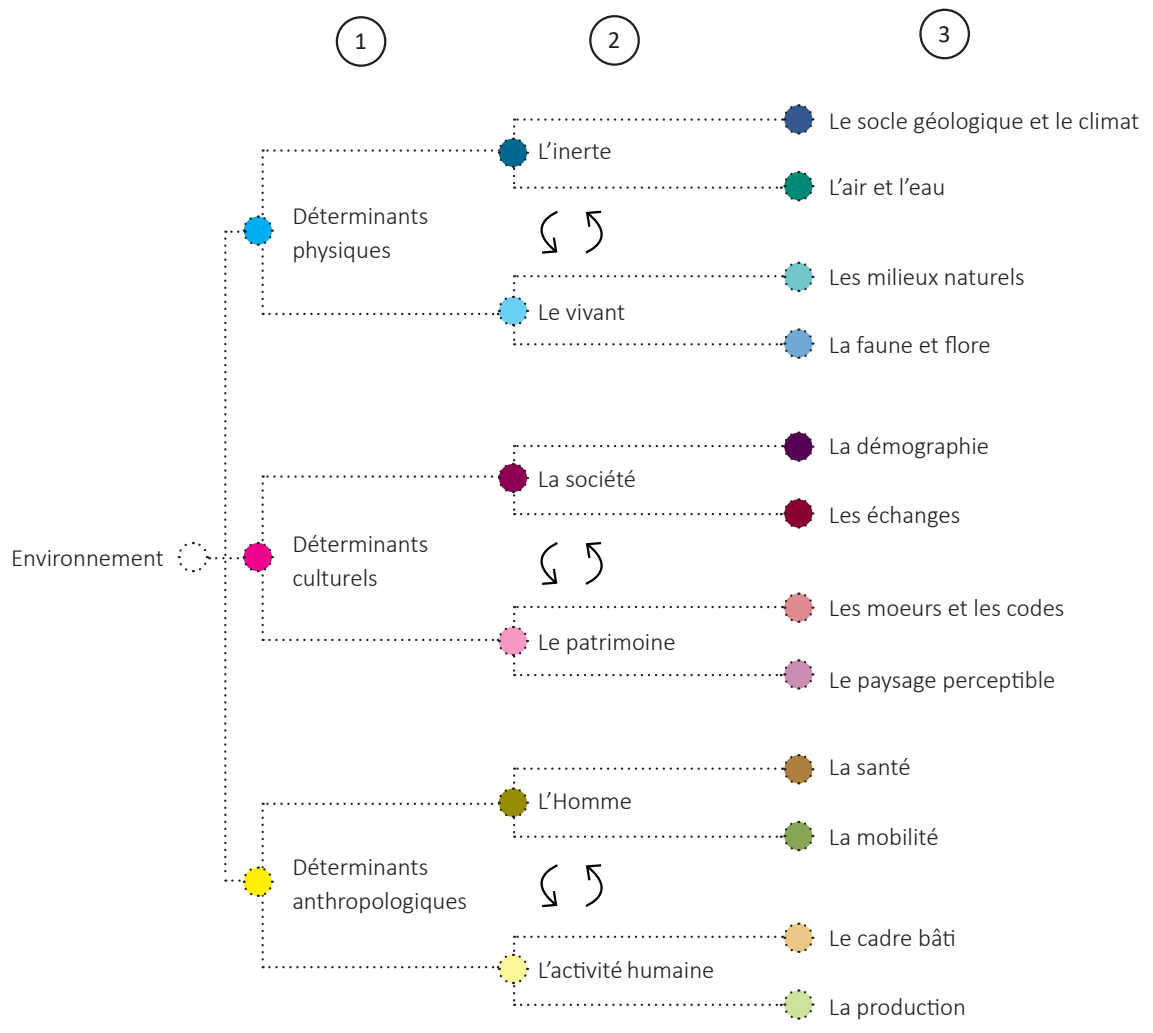 1
2
3
Le socle géologique et le climat
L'inerte
L'air et l'eau
Déterminants
physiques
Les milieux naturels
Le vivant
La faune et flore
La démographie
La société
Les échanges
Environnement
Déterminants
culturels
Les moeurs et les codes
Le patrimoine
Le paysage perceptible
La santé
L'Homme
La mobilité
Déterminants
anthropologiques
Le cadre bâti
L'activité humaine
La production